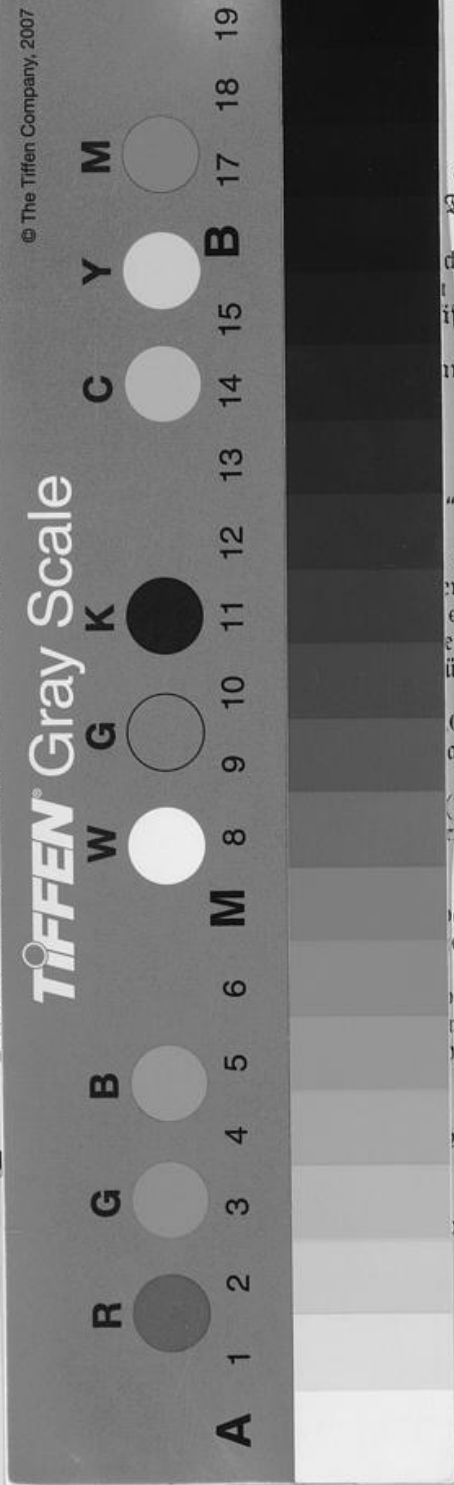 TIFFEN® Gray Scale
© The Tiffen Company, 2007
R G B W G K C Y M
A 1 2 3 4 5 6 M 8 9 10 11 12 13 14 15 B 17 18 19